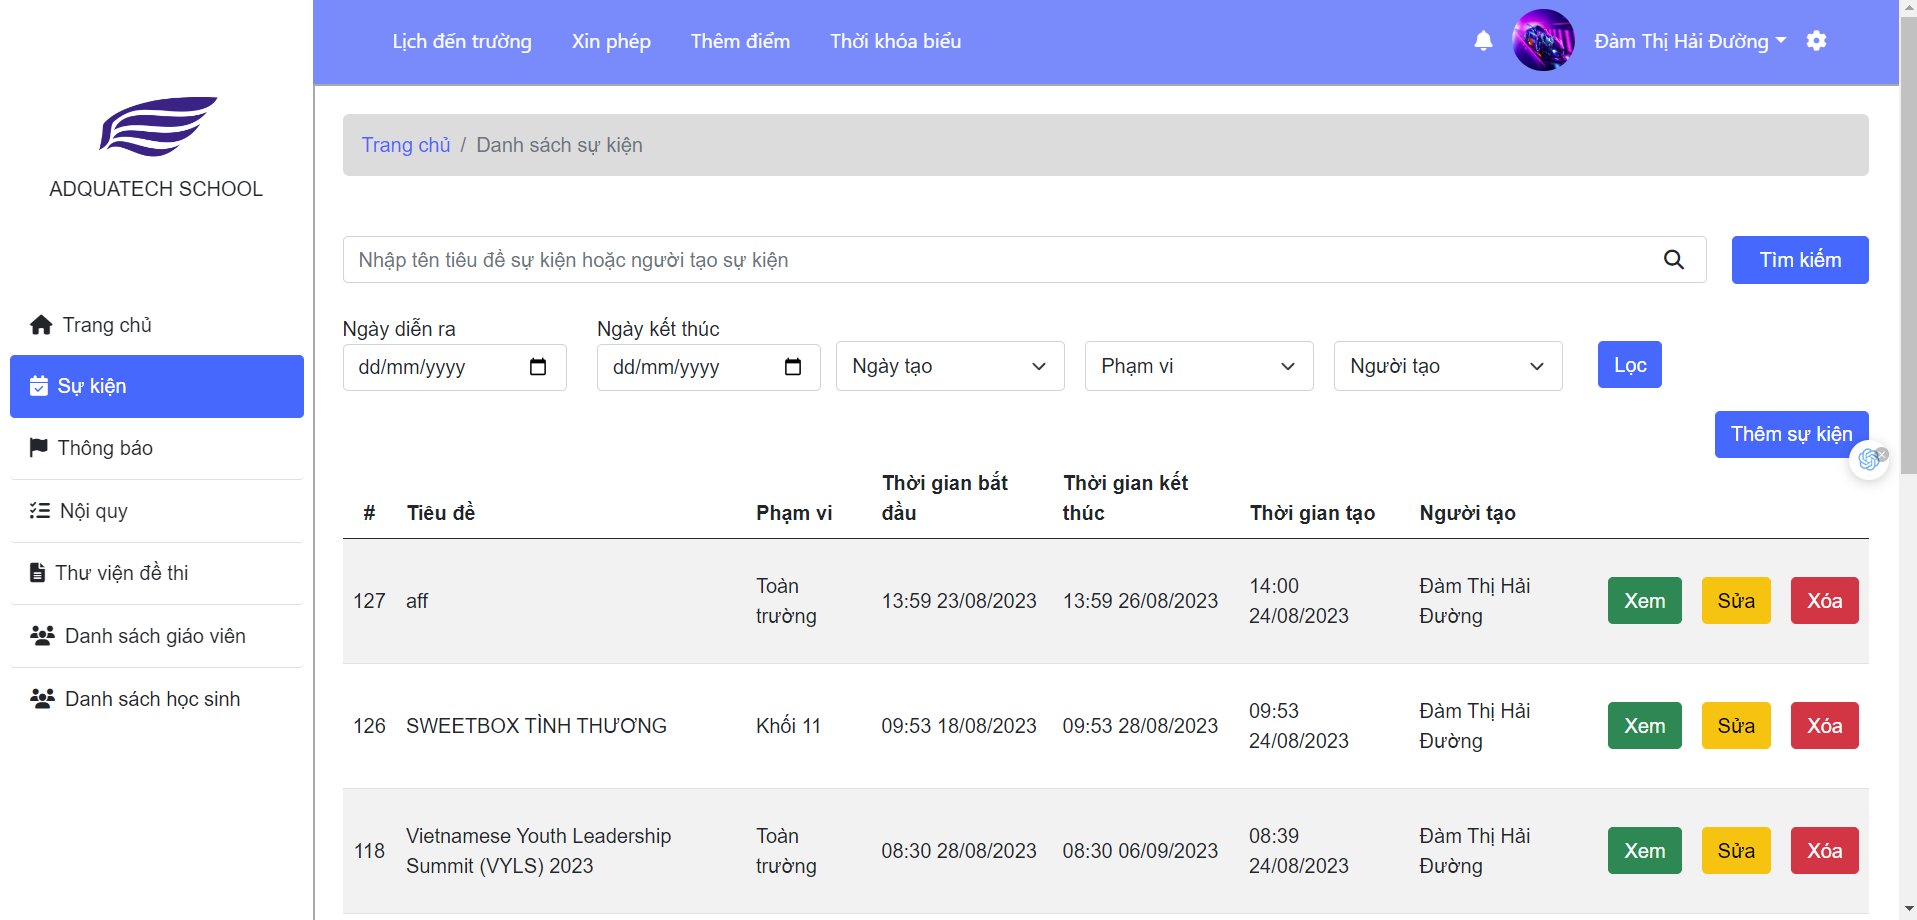 Lịch đến trường Xin phép Thêm điểm Thời khóa biểu Đàm Thị Hải Đường
ADQUATECH SCHOOL
Trang chủ
Sự kiện
Thông báo
Nội quy
Thư viện đề thi
Danh sách giáo viên
Danh sách học sinh
Trang chủ / Danh sách sự kiện
Nhập tên tiêu đề sự kiện hoặc người tạo sự kiện Tìm kiếm
Ngày diễn ra Ngày kết thúc
dd/mm/yyyy dd/mm/yyyy Ngày tạo Phạm vi Người tạo Lọc
Thêm sự kiện
# Tiêu đề Phạm vi Thời gian bắt đầu Thời gian kết thúc Thời gian tạo Người tạo
127 aff Toàn trường 13:59 23/08/2023 13:59 26/08/2023 14:00 24/08/2023 Đàm Thị Hải Đường Xem Sửa Xóa
126 SWEETBOX TÌNH THƯƠNG Khối 11 09:53 18/08/2023 09:53 28/08/2023 09:53 24/08/2023 Đàm Thị Hải Đường Xem Sửa Xóa
118 Vietnamese Youth Leadership Summit (VYLS) 2023 Toàn trường 08:30 28/08/2023 08:30 06/09/2023 08:39 24/08/2023 Đàm Thị Hải Đường Xem Sửa Xóa